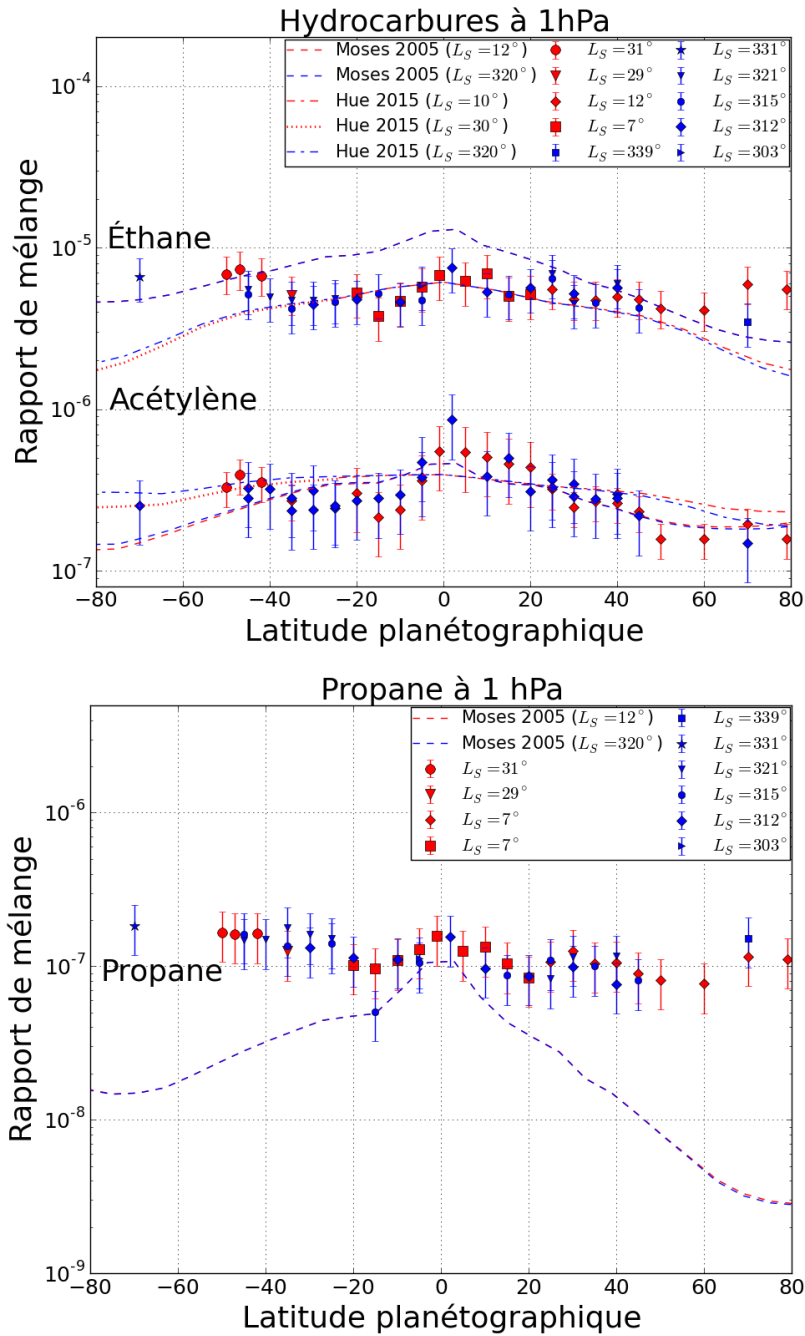 Hydrocarbures à 1hPa
Moses 2005 (L_S =12°)
Moses 2005 (L_S =320°)
Hue 2015 (L_S =10°)
Hue 2015 (L_S =30°)
Hue 2015 (L_S =320°)
L_S =31°
L_S =29°
L_S =12°
L_S =7°
L_S =339°
L_S =331°
L_S =321°
L_S =315°
L_S =312°
L_S =303°
10⁻⁴
10⁻⁵
10⁻⁶
10⁻⁷
Rapport de mélange
Éthane
Acétylène
−80 −60 −40 −20 0 20 40 60 80
Latitude planétographique
Propane à 1 hPa
Moses 2005 (L_S =12°)
Moses 2005 (L_S =320°)
L_S =31°
L_S =29°
L_S =7°
L_S =7°
L_S =339°
L_S =331°
L_S =321°
L_S =315°
L_S =312°
L_S =303°
10⁻⁶
10⁻⁷
10⁻⁸
10⁻⁹
Rapport de mélange
Propane
−80 −60 −40 −20 0 20 40 60 80
Latitude planétographique